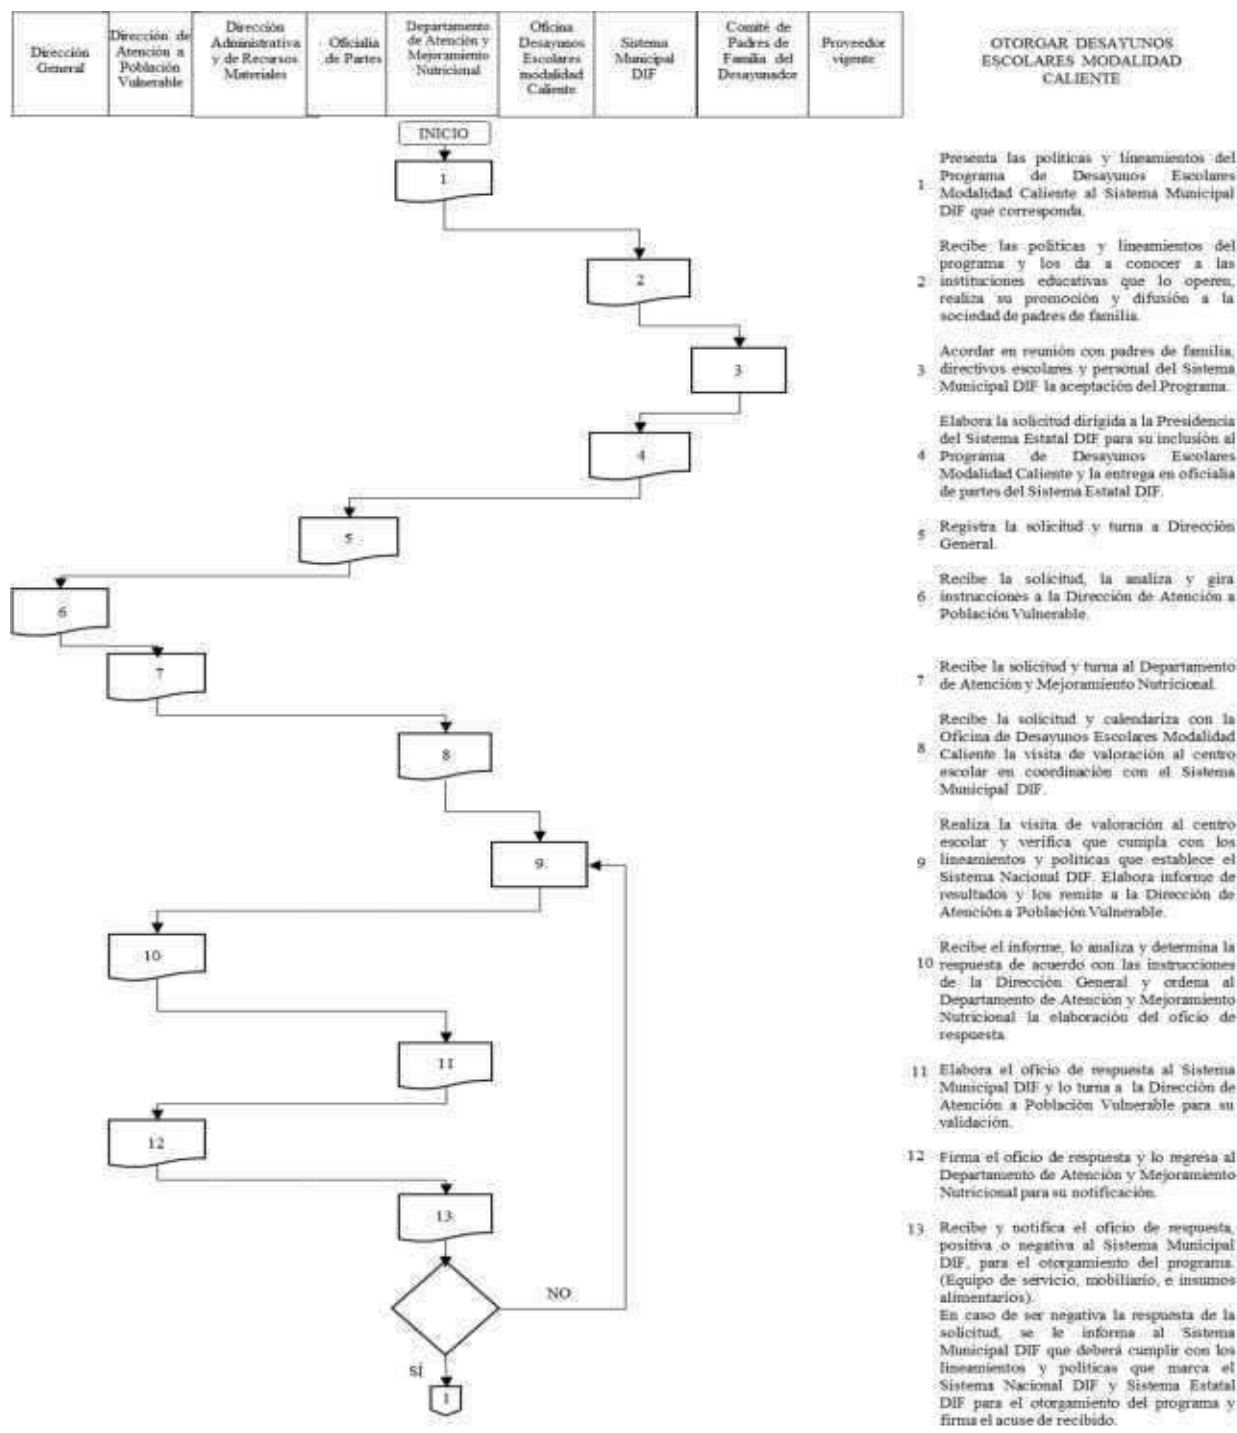 Dirección
General
Dirección de
Atención a
Población
Vulnerable
Dirección
Administrativa
y de Recursos
Materiales
Oficialia
de Partes
Departamento
de Atención y
Mejoramiento
Nutricional
Oficina
Desayunos
Escolares
modalidad
Caliente
Sistema
Municipal
DIF
Comité de
Padres de
Familia del
Desayunador
Proveedor
vigente
OTORGAR DESAYUNOS
ESCOLARES MODALIDAD
CALIENTE
INICIO
1
2
3
4
5
6
7
8
9
10
11
12
13
NO
SÍ
1
1
Presenta las políticas y lineamientos del
Programa de Desayunos Escolares
Modalidad Caliente al Sistema Municipal
DIF que corresponda.
2
Recibe las políticas y lineamientos del
programa y los da a conocer a las
instituciones educativas que lo operen,
realiza su promoción y difusión a la
sociedad de padres de familia.
3
Acordar en reunión con padres de familia,
directivos escolares y personal del Sistema
Municipal DIF la aceptación del Programa.
4
Elabora la solicitud dirigida a la Presidencia
del Sistema Estatal DIF para su inclusión al
Programa de Desayunos Escolares
Modalidad Caliente y la entrega en oficialia
de partes del Sistema Estatal DIF.
5
Registra la solicitud y turna a Dirección
General.
6
Recibe la solicitud, la analiza y gira
instrucciones a la Dirección de Atención a
Población Vulnerable.
7
Recibe la solicitud y turna al Departamento
de Atención y Mejoramiento Nutricional.
8
Recibe la solicitud y calendariza con la
Oficina de Desayunos Escolares Modalidad
Caliente la visita de valoración al centro
escolar en coordinación con el Sistema
Municipal DIF.
9
Realiza la visita de valoración al centro
escolar y verifica que cumpla con los
lineamientos y políticas que establece el
Sistema Nacional DIF. Elabora informe de
resultados y los remite a la Dirección de
Atención a Población Vulnerable.
10
Recibe el informe, lo analiza y determina la
respuesta de acuerdo con las instrucciones
de la Dirección General y ordena al
Departamento de Atención y Mejoramiento
Nutricional la elaboración del oficio de
respuesta.
11
Elabora el oficio de respuesta al Sistema
Municipal DIF y lo turna a la Dirección de
Atención a Población Vulnerable para su
validación.
12
Firma el oficio de respuesta y lo regresa al
Departamento de Atención y Mejoramiento
Nutricional para su notificación.
13
Recibe y notifica el oficio de respuesta,
positiva o negativa al Sistema Municipal
DIF, para el otorgamiento del programa.
(Equipo de servicio, mobiliario, e insumos
alimentarios).
En caso de ser negativa la respuesta de la
solicitud, se le informa al Sistema
Municipal DIF que deberá cumplir con los
lineamientos y políticas que marca el
Sistema Nacional DIF y Sistema Estatal
DIF para el otorgamiento del programa y
firma el acuse de recibido.